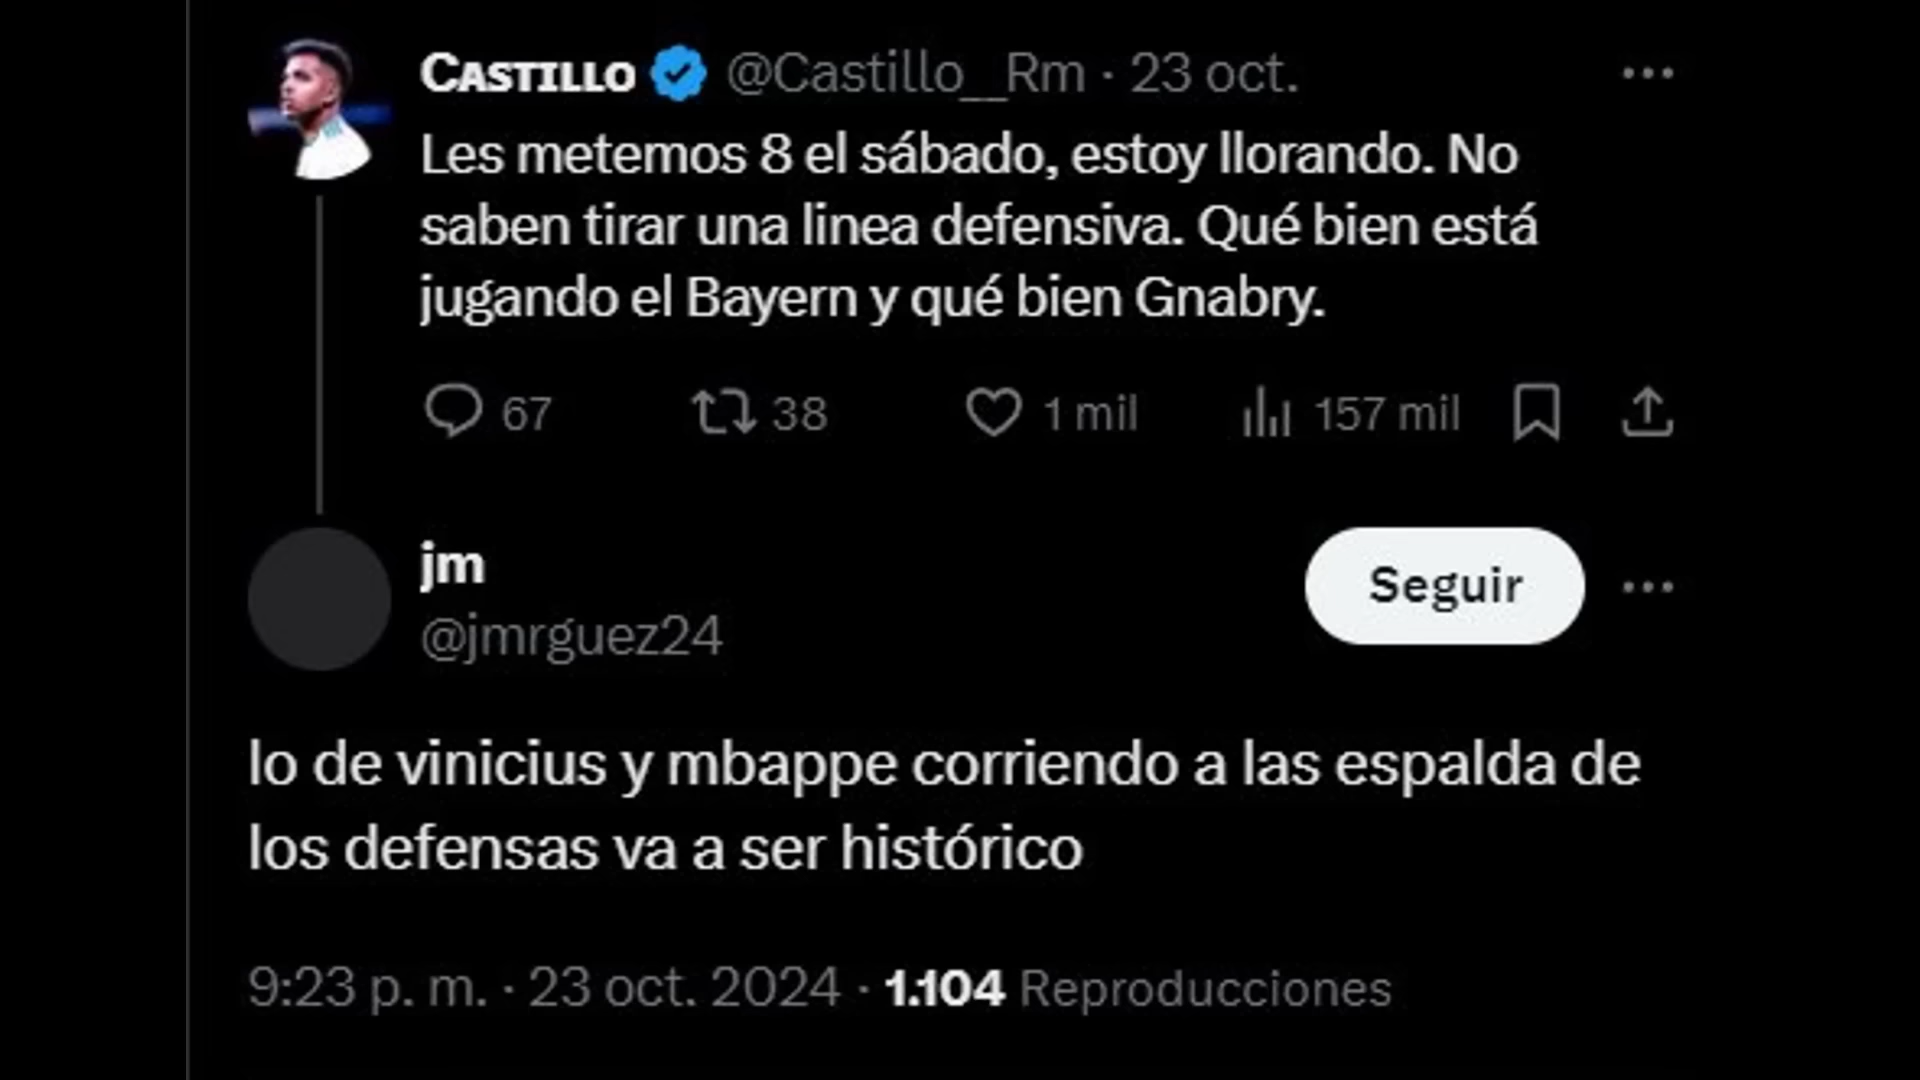 CASTILLO @Castillo__Rm · 23 oct.
Les metemos 8 el sábado, estoy llorando. No
saben tirar una linea defensiva. Qué bien está
jugando el Bayern y qué bien Gnabry.
67 38 1 mil 157 mil
jm
Seguir
@jmrguez24
lo de vinicius y mbappe corriendo a las espalda de
los defensas va a ser histórico
9:23 p. m. · 23 oct. 2024 · 1.104 Reproducciones